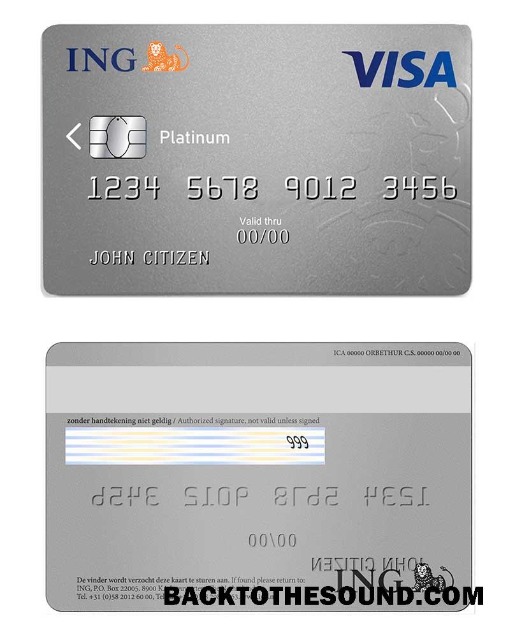 ING VISA
Platinum
1234 5678 9012 3456
Valid thru
00/00
JOHN CITIZEN
ICA 00000 ORBETHUR C.S. 00000 00/00 00
zonder handtekening niet geldig / Authorized signature, not valid unless signed
999
1234 5678 9012 3456
00/00
JOHN CITIZEN
De vinder wordt verzocht deze kaart te sturen aan. If found please return to:
ING, P.O. Box 22005, 8900
Tel. +31 (0)58 2012 60 00,
ING
BACKTOTHESOUND.COM